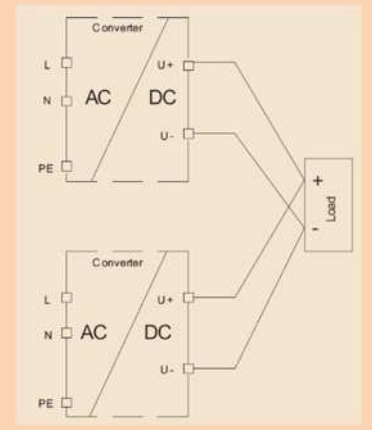 Converter
L
U+
N
AC
DC
U-
PE
+
-
Load
Converter
L
U+
N
AC
DC
U-
PE